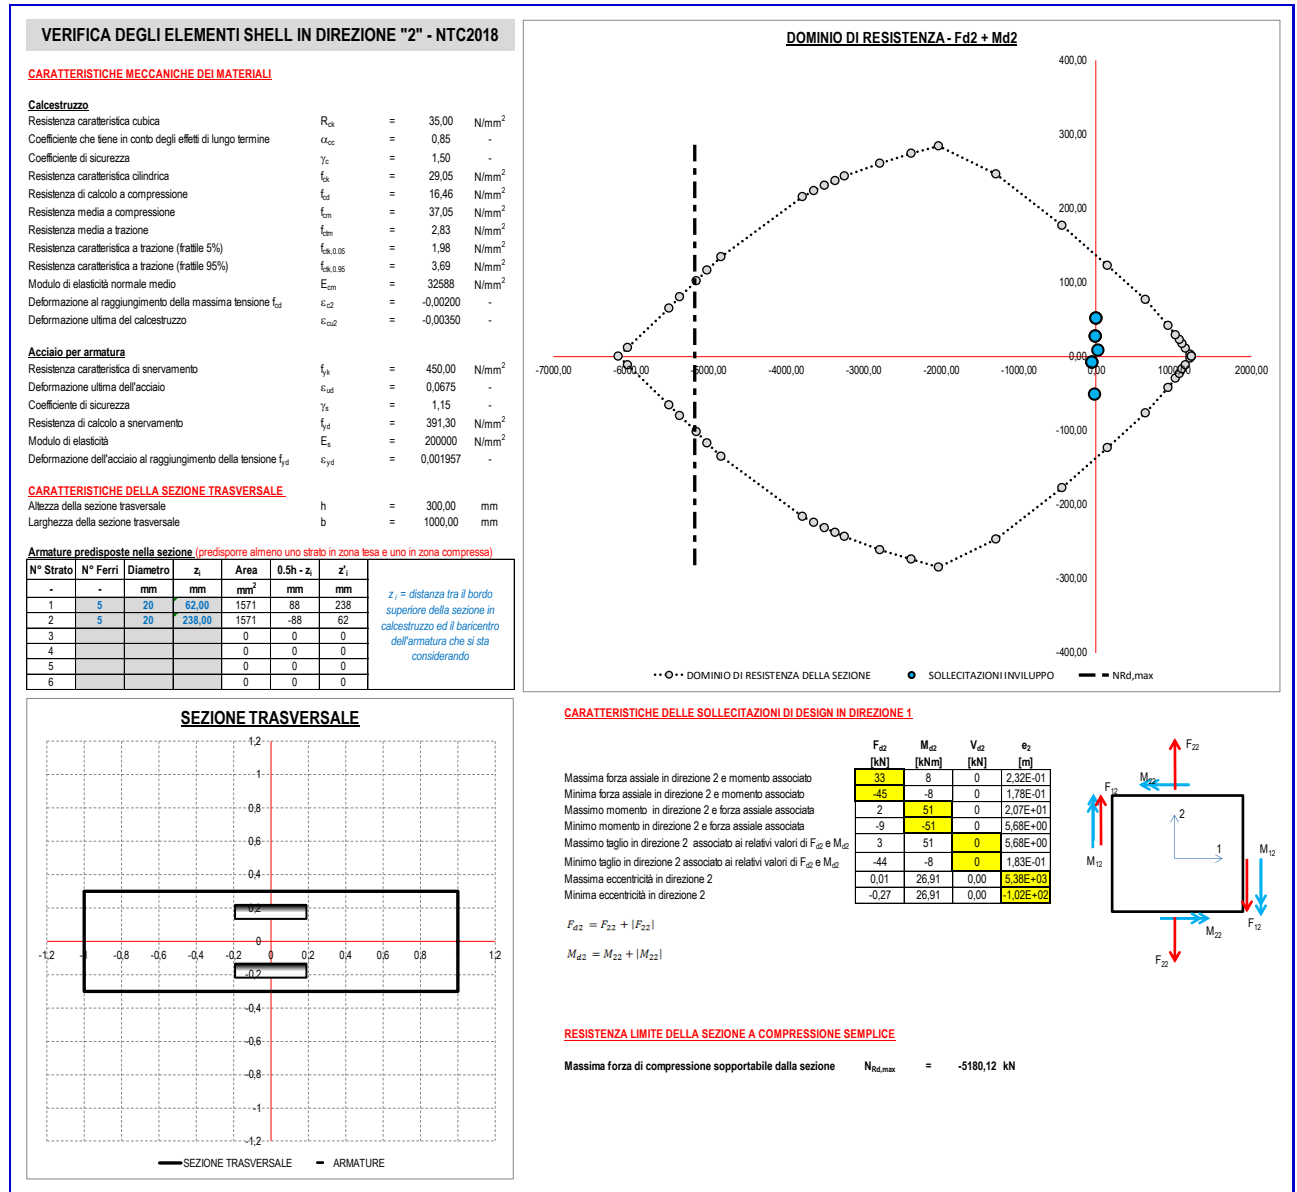 VERIFICA DEGLI ELEMENTI SHELL IN DIREZIONE "2" - NTC2018
CARATTERISTICHE MECCANICHE DEI MATERIALI
Calcestruzzo
Resistenza caratteristica cubica Rck = 35,00 N/mm²
Coefficiente che tiene in conto degli effetti di lungo termine αcc = 0,85 -
Coefficiente di sicurezza γc = 1,50 -
Resistenza caratteristica cilindrica fck = 29,05 N/mm²
Resistenza di calcolo a compressione fcd = 16,46 N/mm²
Resistenza media a compressione fcm = 37,05 N/mm²
Resistenza media a trazione fctm = 2,83 N/mm²
Resistenza caratteristica a trazione (frattile 5%) fctk,0.05 = 1,98 N/mm²
Resistenza caratteristica a trazione (frattile 95%) fctk,0.95 = 3,69 N/mm²
Modulo di elasticità normale medio Ecm = 32588 N/mm²
Deformazione al raggiungimento della massima tensione fcd εc2 = -0,00200 -
Deformazione ultima del calcestruzzo εcu2 = -0,00350 -
Acciaio per armatura
Resistenza caratteristica di snervamento fyk = 450,00 N/mm²
Deformazione ultima dell'acciaio εud = 0,0675 -
Coefficiente di sicurezza γs = 1,15 -
Resistenza di calcolo a snervamento fyd = 391,30 N/mm²
Modulo di elasticità Es = 200000 N/mm²
Deformazione dell'acciaio al raggiungimento della tensione fyd εyd = 0,001957 -
CARATTERISTICHE DELLA SEZIONE TRASVERSALE
Altezza della sezione trasversale h = 300,00 mm
Larghezza della sezione trasversale b = 1000,00 mm
Armature predisposte nella sezione (predisporre almeno uno strato in zona tesa e uno in zona compressa)
N° Strato N° Ferri Diametro zi Area 0.5h - zi z'i
- - mm mm mm² mm mm
1 5 20 62,00 1571 88 238
2 5 20 238,00 1571 -88 62
3 0 0 0
4 0 0 0
5 0 0 0
6 0 0 0
z i = distanza tra il bordo
superiore della sezione in
calcestruzzo ed il baricentro
dell'armatura che si sta
considerando
DOMINIO DI RESISTENZA - Fd2 + Md2
400,00
300,00
200,00
100,00
0,00
-7000,00 -6000,00 -5000,00 -4000,00 -3000,00 -2000,00 -1000,00 0,00 1000,00 2000,00
-100,00
-200,00
-300,00
-400,00
DOMINIO DI RESISTENZA DELLA SEZIONE SOLLECITAZIONI INVILUPPO NRd,max
SEZIONE TRASVERSALE
1,2
1
0,8
0,6
0,4
0,2
0
-1,2 -1 -0,8 -0,6 -0,4 -0,2 0 0,2 0,4 0,6 0,8 1 1,2
-0,2
-0,4
-0,6
-0,8
-1
-1,2
SEZIONE TRASVERSALE ARMATURE
CARATTERISTICHE DELLE SOLLECITAZIONI DI DESIGN IN DIREZIONE 1
Fd2 Md2 Vd2 e2
[kN] [kNm] [kN] [m]
Massima forza assiale in direzione 2 e momento associato 33 8 0 2,32E-01
Minima forza assiale in direzione 2 e momento associato -45 -8 0 1,78E-01
Massimo momento in direzione 2 e forza assiale associata 2 51 0 2,07E+01
Minimo momento in direzione 2 e forza assiale associata -9 -51 0 5,68E+00
Massimo taglio in direzione 2 associato ai relativi valori di Fd2 e Md2 3 51 0 5,68E+00
Minimo taglio in direzione 2 associato ai relativi valori di Fd2 e Md2 -44 -8 0 1,83E-01
Massima eccentricità in direzione 2 0,01 26,91 0,00 5,38E+03
Minima eccentricità in direzione 2 -0,27 26,91 0,00 -1,02E+02
Fd2 = F22 + |F22|
Md2 = M22 + |M22|
F22
M22
F12
2
1
M12
M12
F12
M22
F22
RESISTENZA LIMITE DELLA SEZIONE A COMPRESSIONE SEMPLICE
Massima forza di compressione sopportabile dalla sezione NRd,max = -5180,12 kN